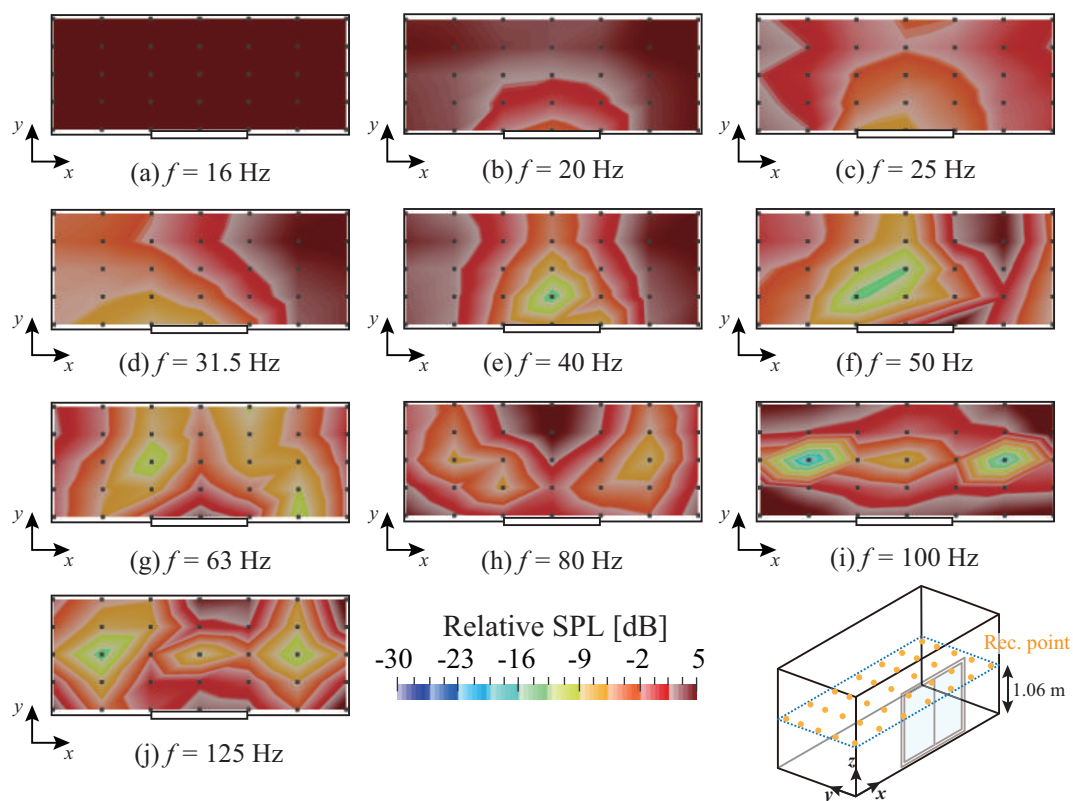 y
x
(a) f = 16 Hz
(b) f = 20 Hz
y
x
(c) f = 25 Hz
y
x
(d) f = 31.5 Hz
y
x
(e) f = 40 Hz
y
x
(f) f = 50 Hz
y
x
(g) f = 63 Hz
y
x
(h) f = 80 Hz
y
x
(i) f = 100 Hz
y
x
(j) f = 125 Hz
y
x
Relative SPL [dB]
-30 -23 -16 -9 -2 5
Rec. point
1.06 m
z
y
x